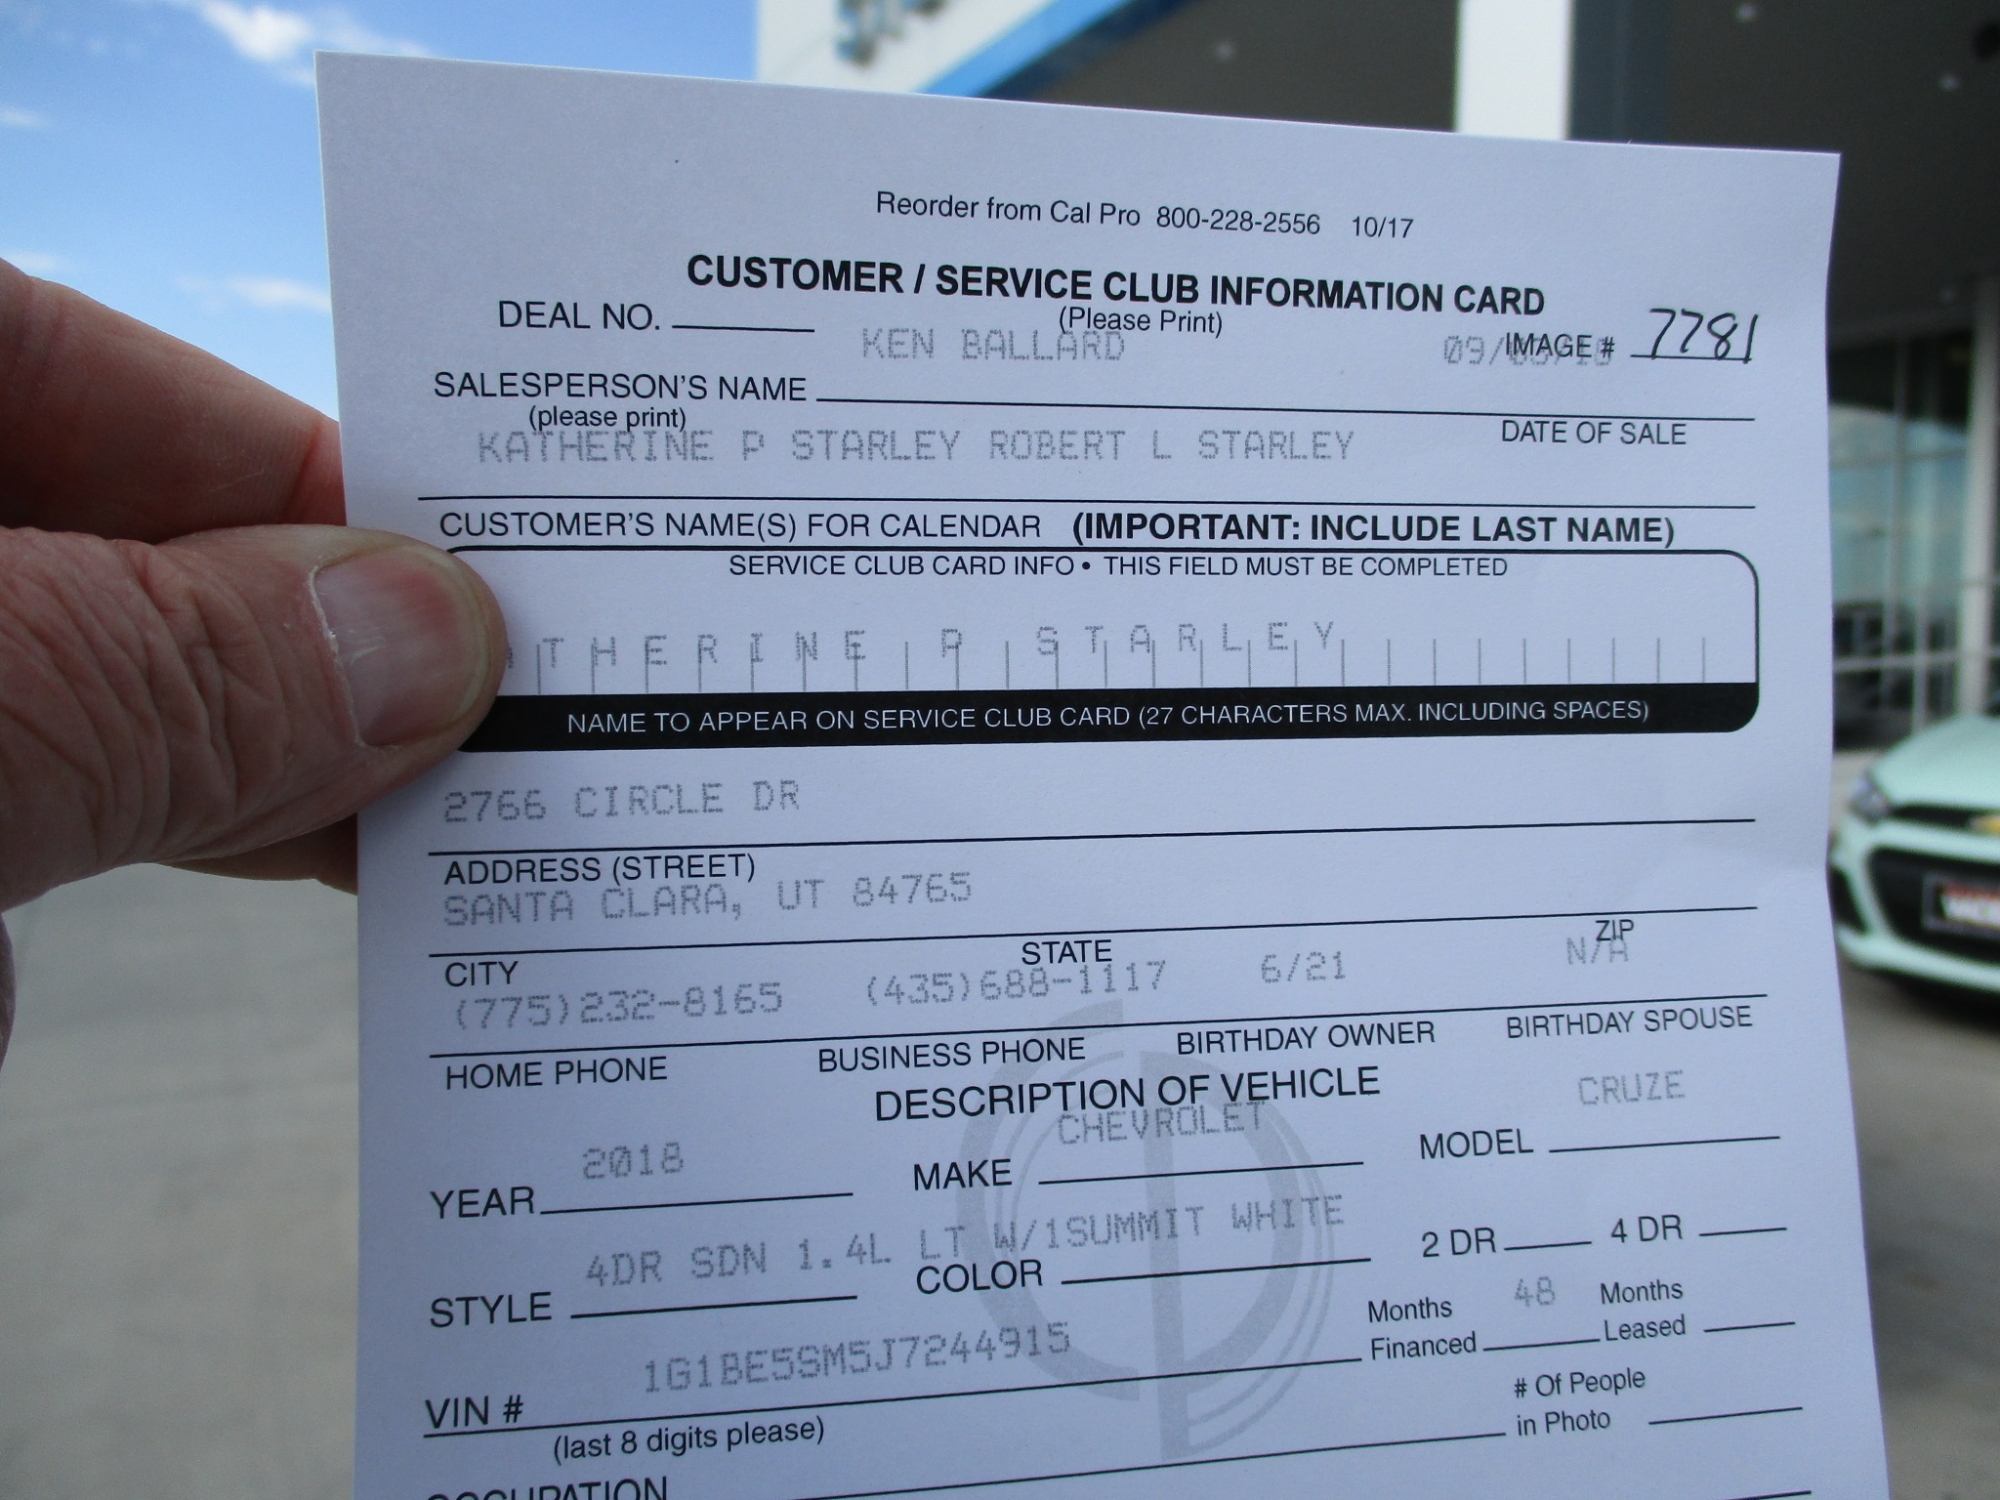 Reorder from Cal Pro 800-228-2556 10/17
CUSTOMER / SERVICE CLUB INFORMATION CARD
DEAL NO. (Please Print) IMAGE # 7781
KEN BALLARD
SALESPERSON'S NAME
(please print) DATE OF SALE
KATHERINE P STARLEY ROBERT L STARLEY
CUSTOMER'S NAME(S) FOR CALENDAR (IMPORTANT: INCLUDE LAST NAME)
SERVICE CLUB CARD INFO • THIS FIELD MUST BE COMPLETED
THERINE P STARLEY
NAME TO APPEAR ON SERVICE CLUB CARD (27 CHARACTERS MAX. INCLUDING SPACES)
2766 CIRCLE DR
ADDRESS (STREET)
SANTA CLARA, UT 84765
CITY STATE ZIP
(775)232-8165 (435)688-1117 6/21 N/A
HOME PHONE BUSINESS PHONE BIRTHDAY OWNER BIRTHDAY SPOUSE
DESCRIPTION OF VEHICLE
2018 CHEVROLET CRUZE
YEAR MAKE MODEL
4DR SDN 1.4L LT W/1SUMMIT WHITE
STYLE COLOR 2 DR 4 DR
48
Months Financed Months Leased
1G1BE5SM5J7244915
VIN #
(last 8 digits please)
# Of People in Photo
OCCUPATION